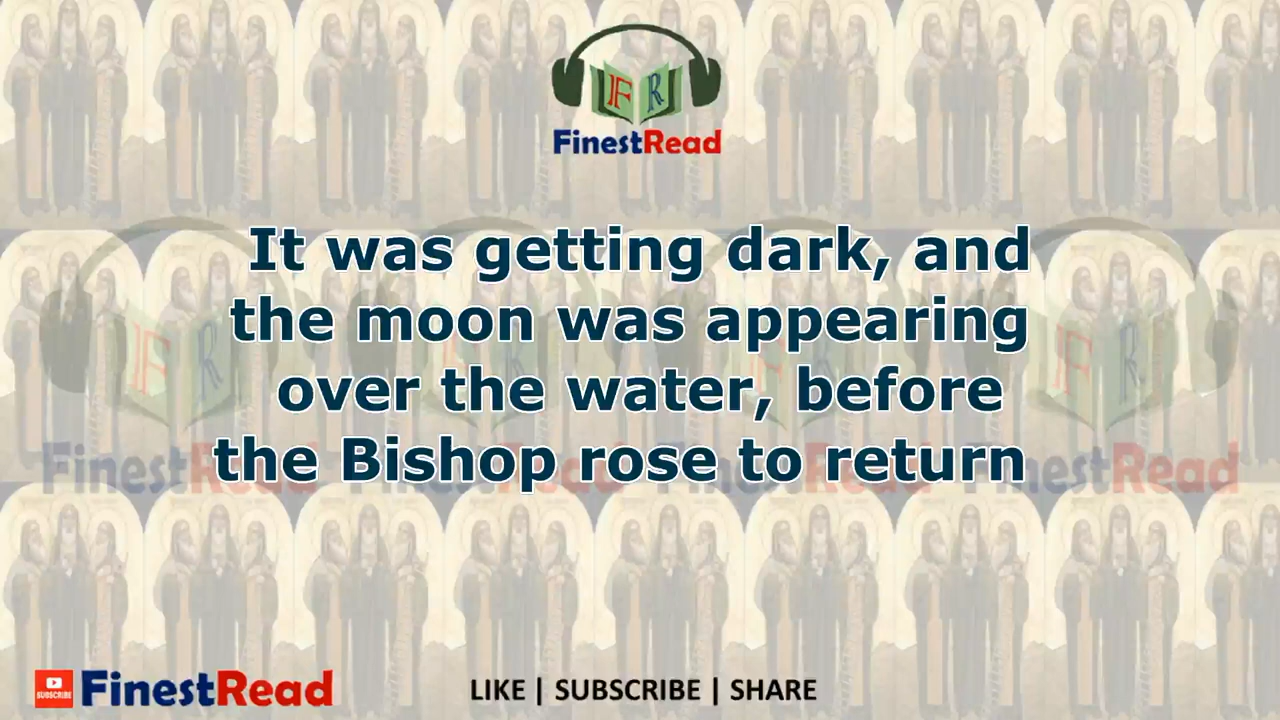 F R
FinestRead
It was getting dark, and
the moon was appearing
over the water, before
the Bishop rose to return
FinestRead
LIKE | SUBSCRIBE | SHARE
SUBSCRIBE